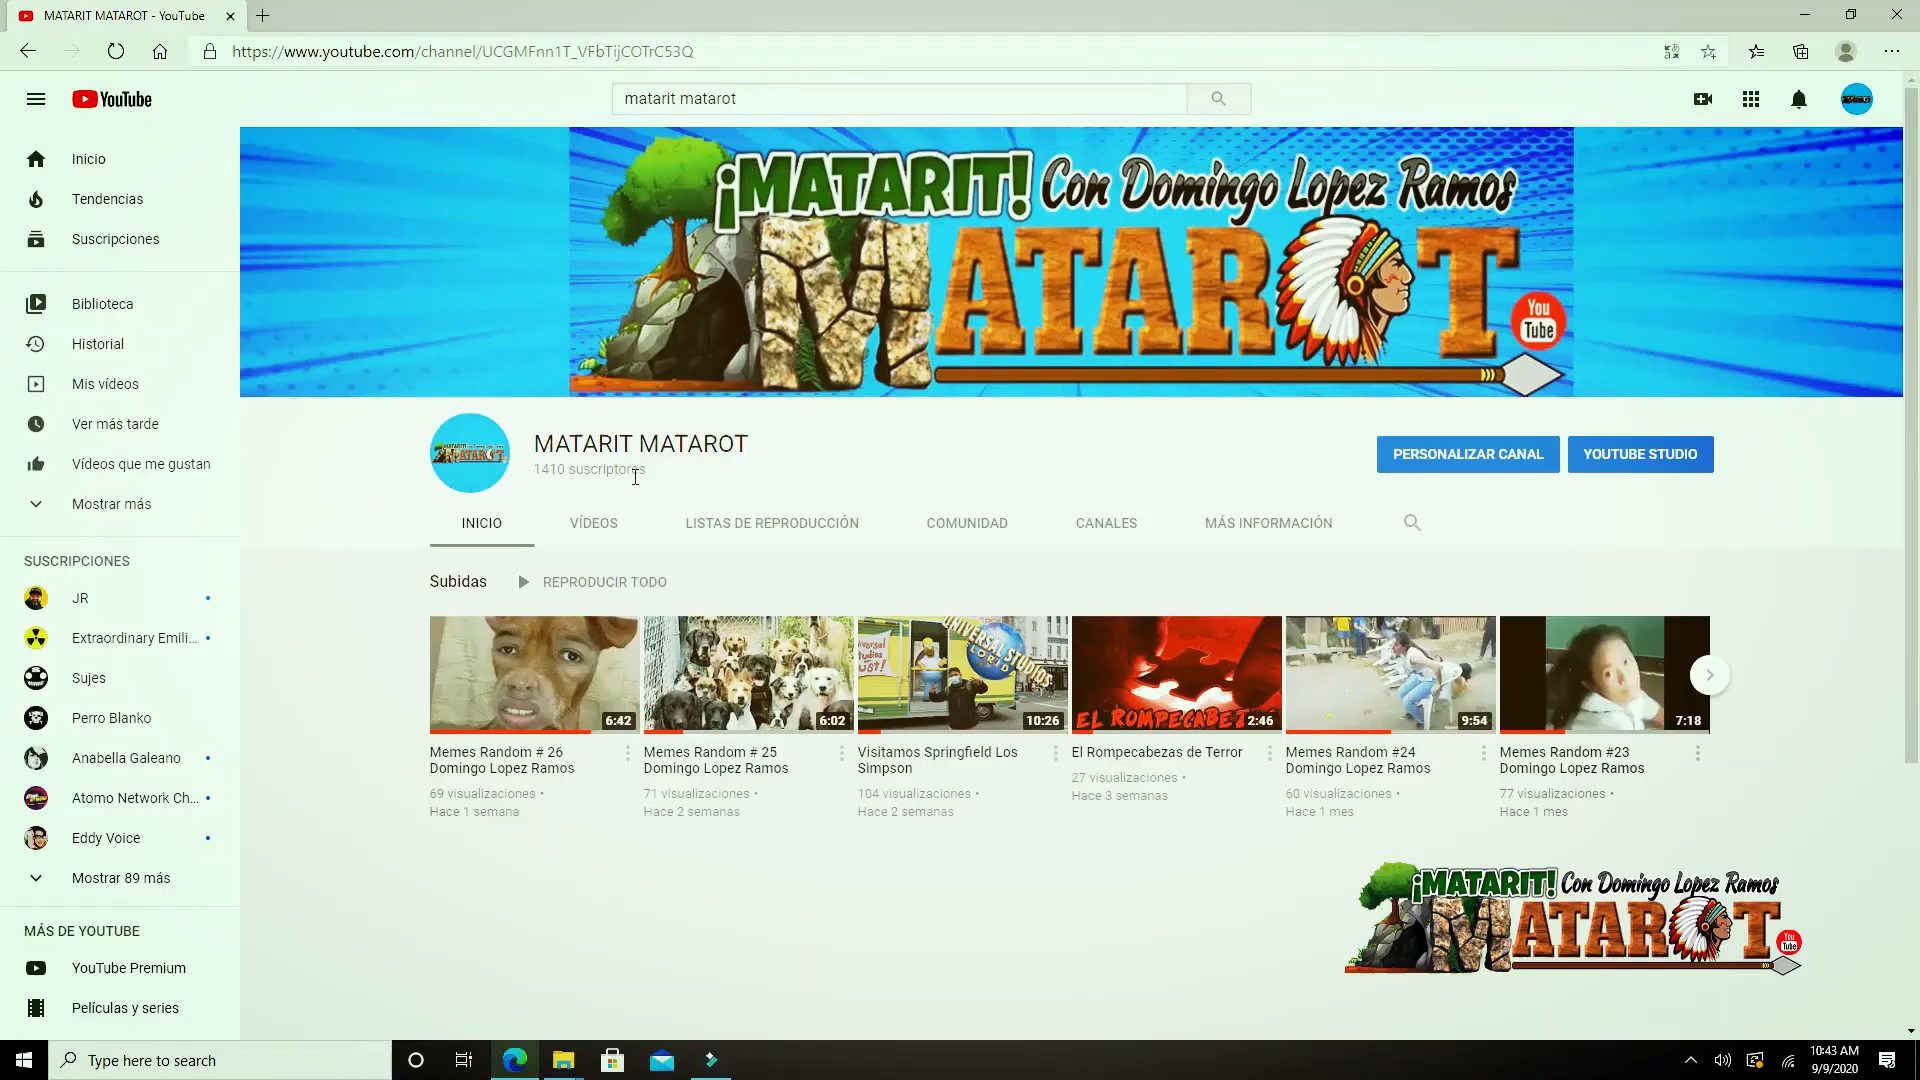 MATARIT MATAROT - YouTube
https://www.youtube.com/channel/UCGMFnn1T_VFbTijCOTrC53Q
YouTube
matarit matarot
Inicio
Tendencias
Suscripciones
Biblioteca
Historial
Mis vídeos
Ver más tarde
Vídeos que me gustan
Mostrar más
SUSCRIPCIONES
JR
Extraordinary Emili...
Sujes
Perro Blanko
Anabella Galeano
Atomo Network Ch...
Eddy Voice
Mostrar 89 más
MÁS DE YOUTUBE
YouTube Premium
Películas y series
¡MATARIT! Con Domingo Lopez Ramos
MATAROT
You
Tube
MATARIT MATAROT
1410 suscriptores
PERSONALIZAR CANAL
YOUTUBE STUDIO
INICIO
VÍDEOS
LISTAS DE REPRODUCCIÓN
COMUNIDAD
CANALES
MÁS INFORMACIÓN
Subidas
REPRODUCIR TODO
6:42
Memes Random # 26
Domingo Lopez Ramos
69 visualizaciones •
Hace 1 semana
6:02
Memes Random # 25
Domingo Lopez Ramos
71 visualizaciones •
Hace 2 semanas
UNIVERSAL STUDIOS
10:26
Visitamos Springfield Los
Simpson
104 visualizaciones •
Hace 2 semanas
EL ROMPECABEZ
2:46
El Rompecabezas de Terror
27 visualizaciones •
Hace 3 semanas
9:54
Memes Random #24
Domingo Lopez Ramos
60 visualizaciones •
Hace 1 mes
7:18
Memes Random #23
Domingo Lopez Ramos
77 visualizaciones •
Hace 1 mes
¡MATARIT! Con Domingo Lopez Ramos
MATAROT
You
Tube
Type here to search
10:43 AM
9/9/2020